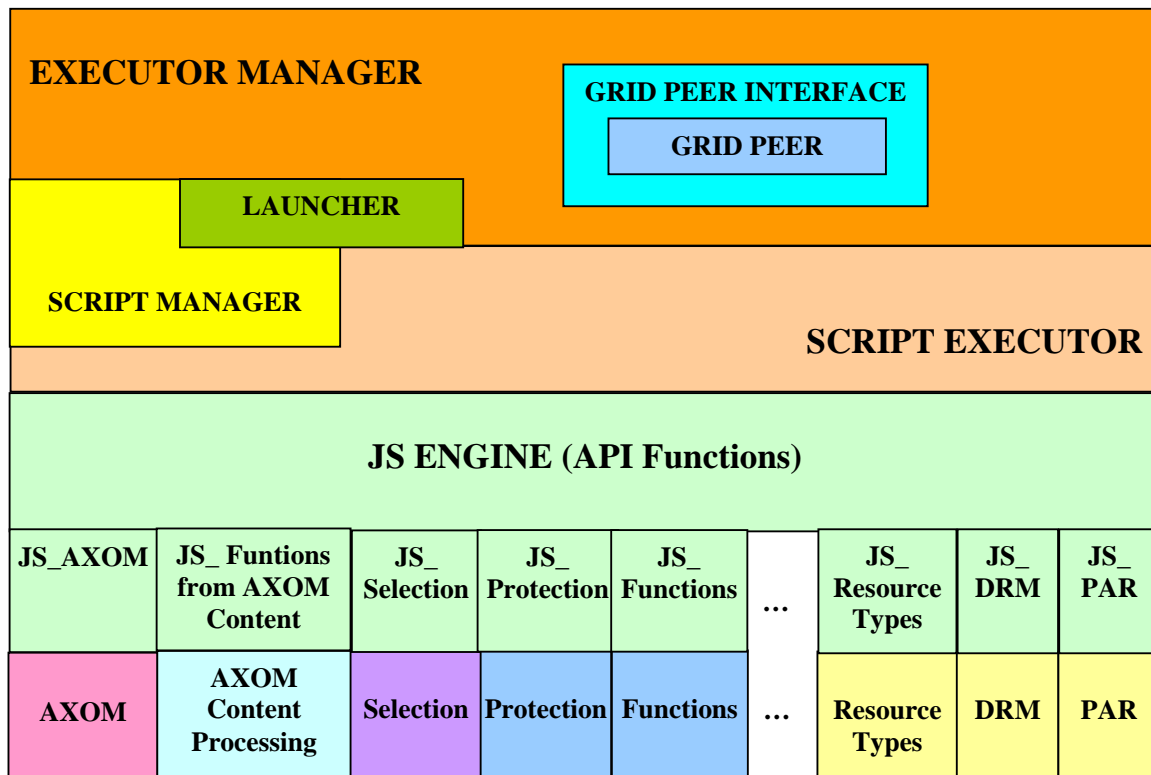 EXECUTOR MANAGER
GRID PEER INTERFACE
GRID PEER
LAUNCHER
SCRIPT MANAGER
SCRIPT EXECUTOR
JS ENGINE (API Functions)
JS_AXOM
JS_ Funtions
from AXOM
Content
JS_
Selection
JS_
Protection
JS_
Functions
...
JS_
Resource
Types
JS_
DRM
JS_
PAR
AXOM
AXOM
Content
Processing
Selection
Protection
Functions
...
Resource
Types
DRM
PAR